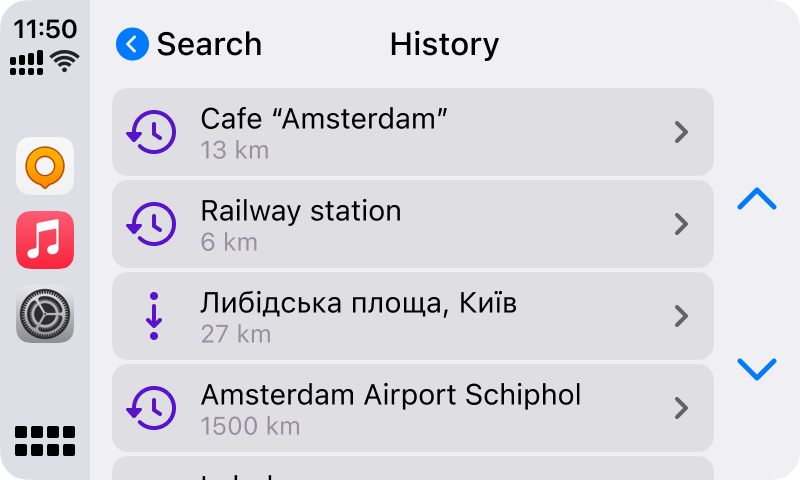 11:50
Search
History
Cafe “Amsterdam”
13 km
Railway station
6 km
Либідська площа, Київ
27 km
Amsterdam Airport Schiphol
1500 km